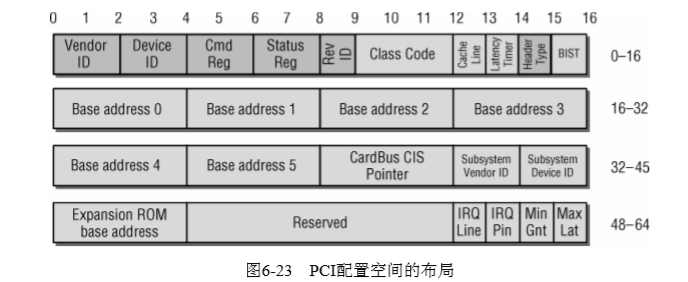 0 1 2 3 4 5 6 7 8 9 10 11 12 13 14 15 16
Vendor
ID
Device
ID
Cmd
Reg
Status
Reg
Rev
ID
Class Code
Cache
Line
Latency
Timer
Header
Type
BIST
0–16
Base address 0
Base address 1
Base address 2
Base address 3
16–32
Base address 4
Base address 5
CardBus CIS
Pointer
Subsystem
Vendor ID
Subsystem
Device ID
32–45
Expansion ROM
base address
Reserved
IRQ
Line
IRQ
Pin
Min
Gnt
Max
Lat
48–64
图6-23 PCI配置空间的布局